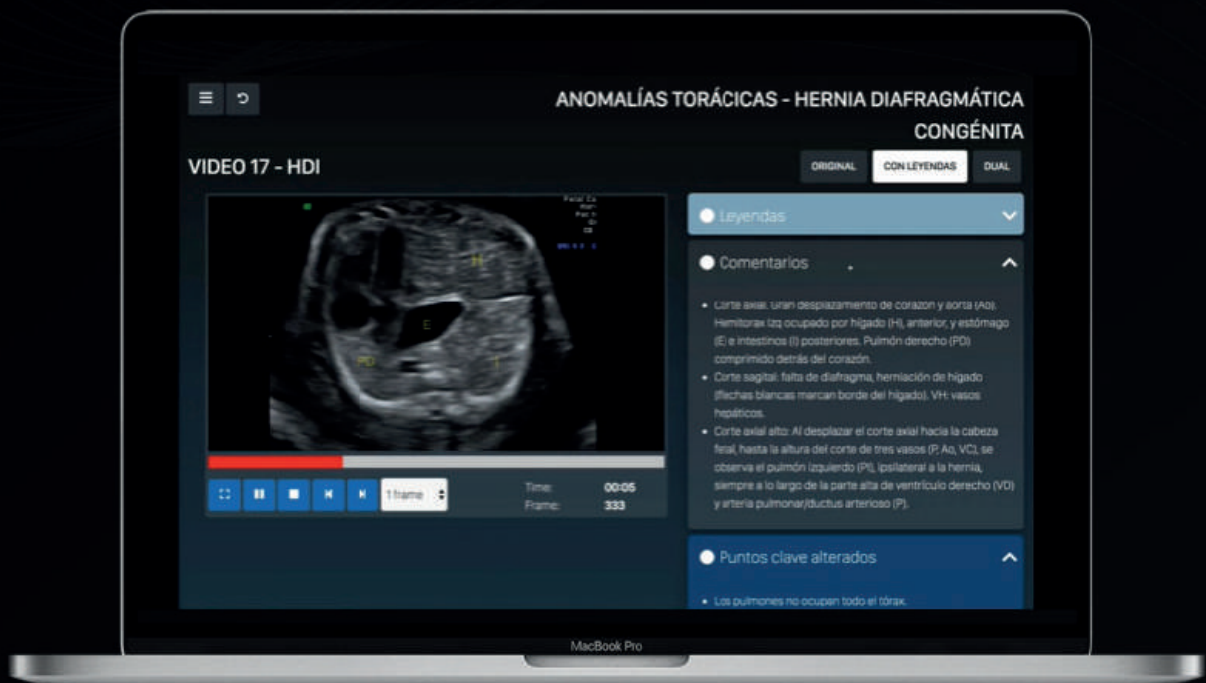 ANOMALÍAS TORÁCICAS - HERNIA DIAFRAGMÁTICA
CONGÉNITA
VIDEO 17 - HDI
ORIGINAL
CON LEYENDAS
DUAL
H
E
PD
I
Leyendas
Comentarios
• Corte axial. Gran desplazamiento de corazón y aorta (Ao).
Hemitorax izq ocupado por hígado (H), anterior, y estómago
(E) e intestinos (I) posteriores. Pulmón derecho (PD)
comprimido detrás del corazón.
• Corte sagital: falta de diafragma, herniación de hígado
(flechas blancas marcan borde del hígado). VH: vasos
hepáticos.
• Corte axial alto: Al desplazar el corte axial hacia la cabeza
fetal, hasta la altura del corte de tres vasos (P, Ao, VC), se
observa el pulmón izquierdo (PI), ipsilateral a la hernia,
siempre a lo largo de la parte alta de ventrículo derecho (VD)
y arteria pulmonar/ductus arterioso (P).
1 frame
Time: 00:05
Frame: 333
Puntos clave alterados
• Los pulmones no ocupan todo el tórax.
MacBook Pro